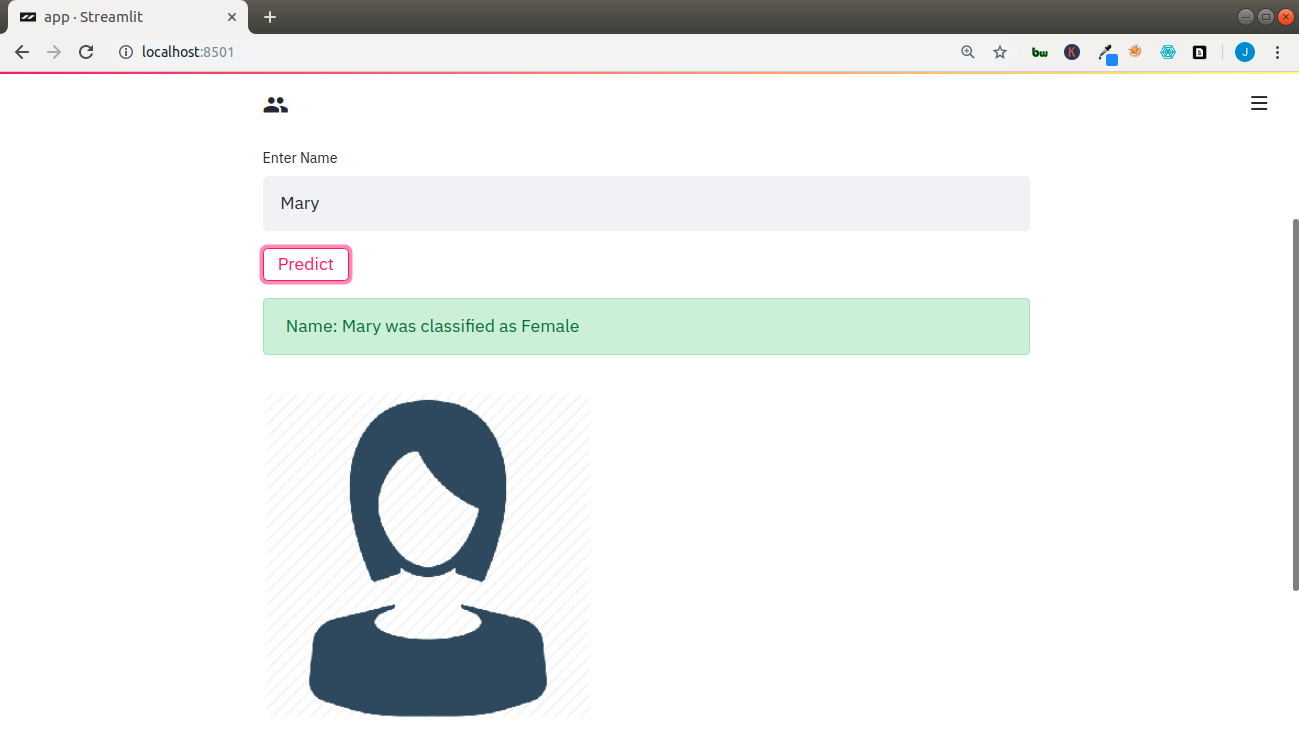 app · Streamlit
localhost:8501
bw
K
J
Enter Name
Mary
Predict
Name: Mary was classified as Female